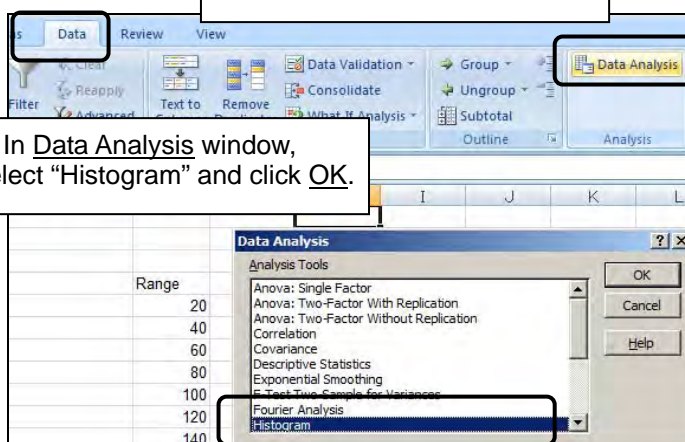 Data Review View
Clear
Reapply
Advanced
Filter
Text to
Remove
Data Validation
Consolidate
What If Analysis
Group
Ungroup
Subtotal
Outline
Data Analysis
Analysis
In Data Analysis window,
select “Histogram” and click OK.
I J K L
Range
20
40
60
80
100
120
140
Data Analysis
Analysis Tools
Anova: Single Factor
Anova: Two-Factor With Replication
Anova: Two-Factor Without Replication
Correlation
Covariance
Descriptive Statistics
Exponential Smoothing
F-Test Two-Sample for Variances
Fourier Analysis
Histogram
OK
Cancel
Help